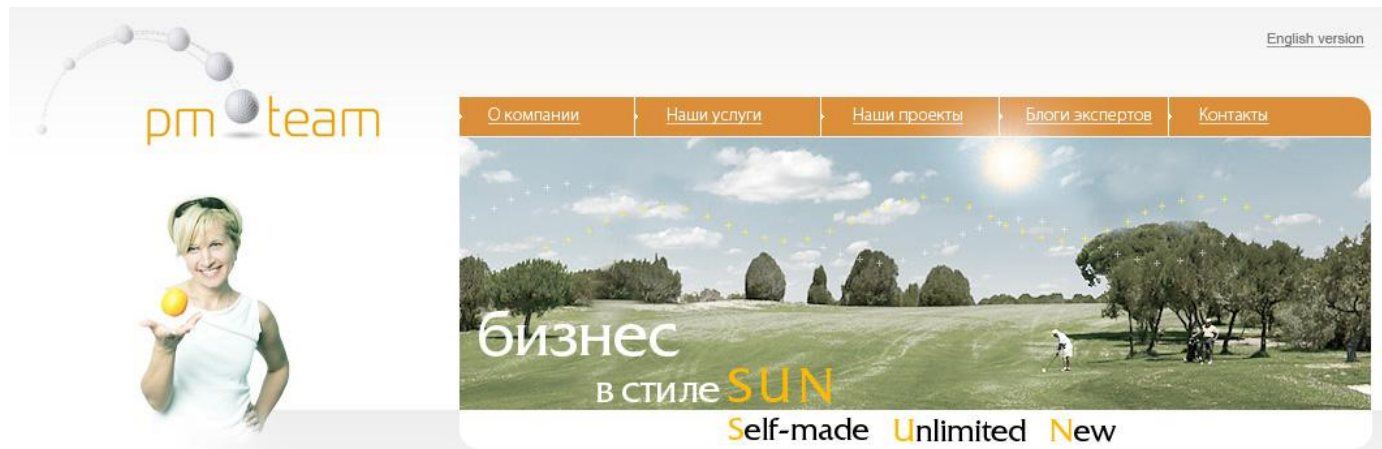 English version
pm team
О компании Наши услуги Наши проекты Блоги экспертов Контакты
бизнес
в стиле SUN
Self-made Unlimited New